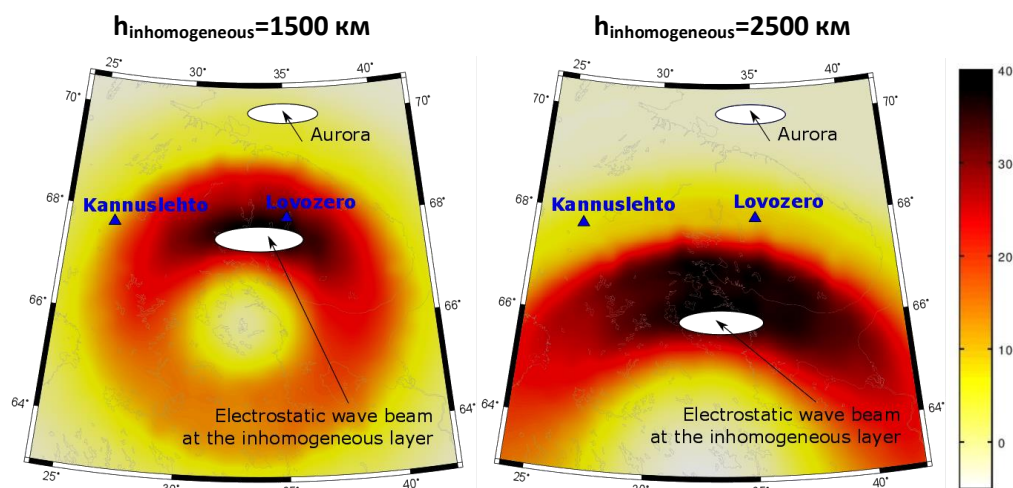 h_inhomogeneous=1500 км
25°
30°
35°
40°
70°
70°
Aurora
68°
68°
Kannuslehto
Lovozero
66°
66°
64°
64°
Electrostatic wave beam
at the inhomogeneous layer
25°
40°
h_inhomogeneous=2500 км
25°
30°
35°
40°
70°
70°
Aurora
68°
68°
Kannuslehto
Lovozero
66°
66°
64°
64°
Electrostatic wave beam
at the inhomogeneous layer
25°
40°
40
30
20
10
0